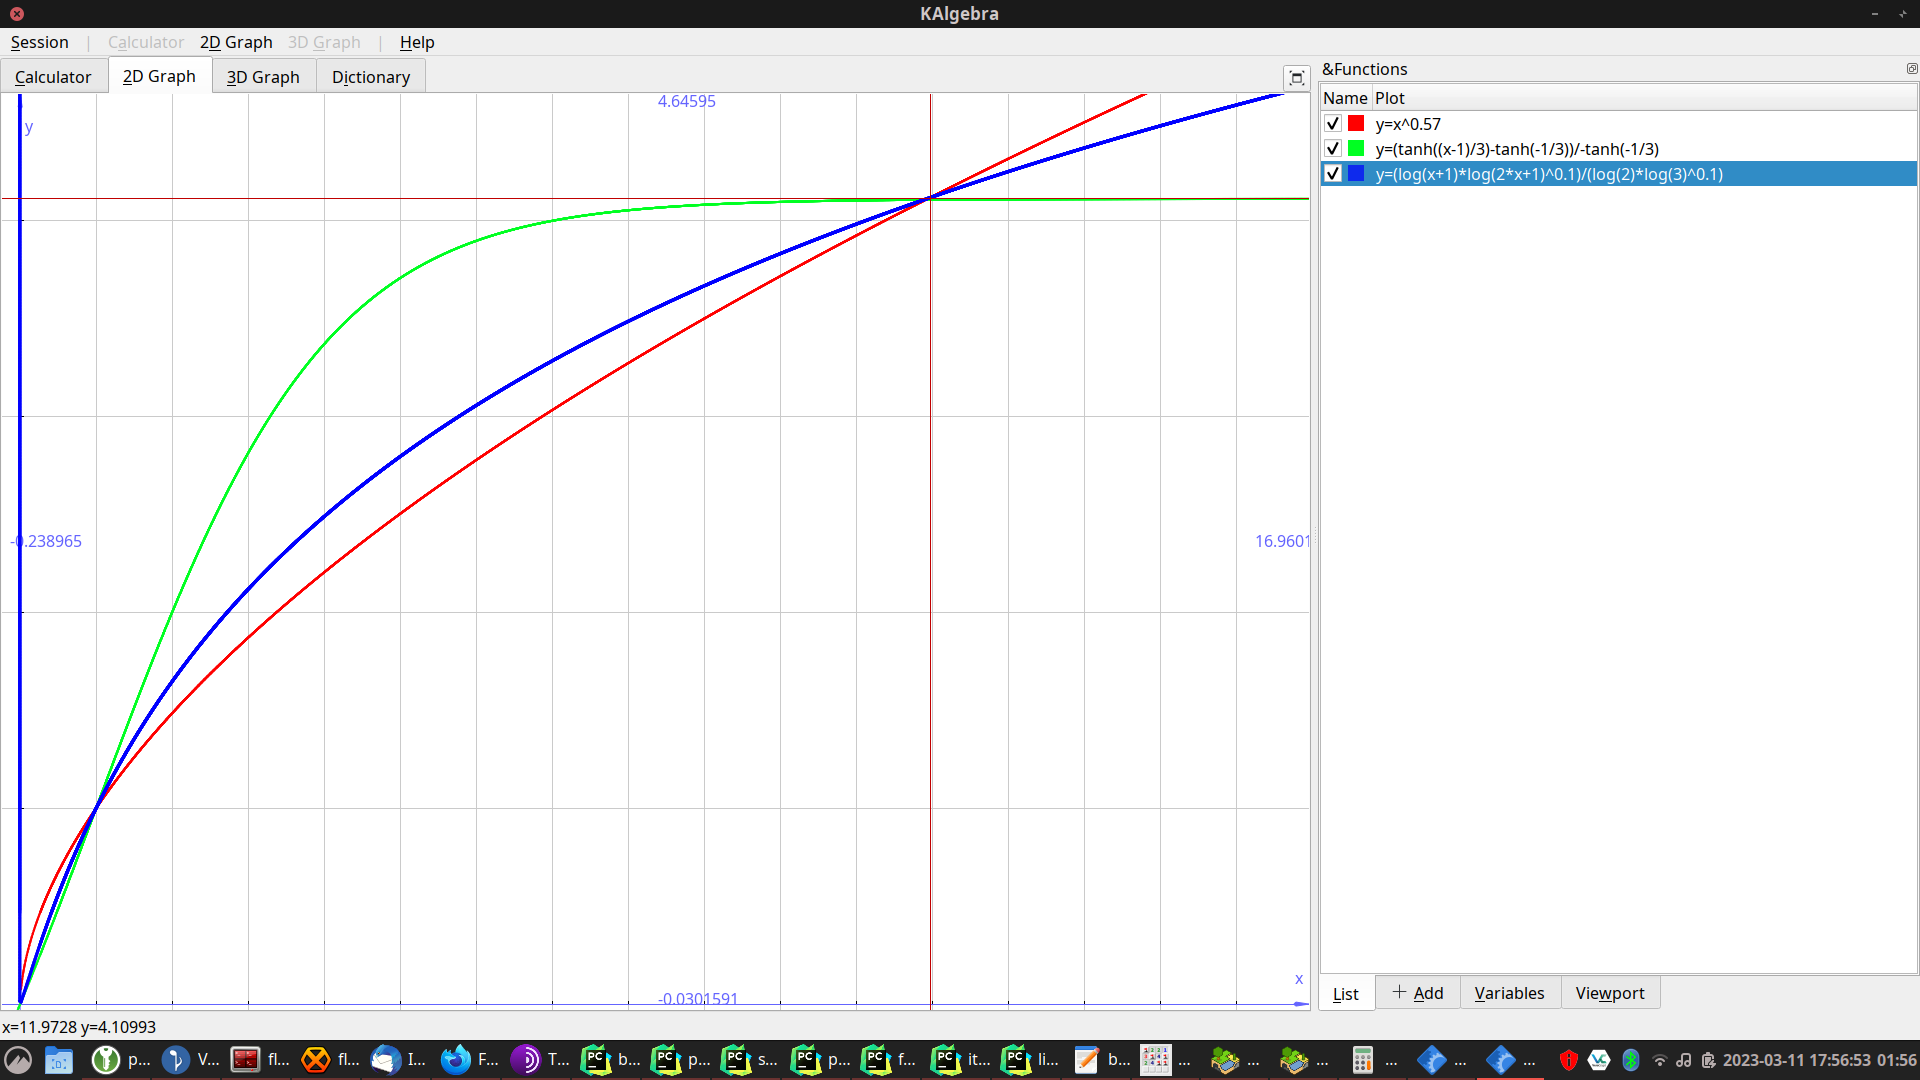 KAlgebra
Session | Calculator 2D Graph 3D Graph | Help
Calculator 2D Graph 3D Graph Dictionary
&Functions
Name Plot
y=x^0.57
y=(tanh((x-1)/3)-tanh(-1/3))/-tanh(-1/3)
y=(log(x+1)*log(2*x+1)^0.1)/(log(2)*log(3)^0.1)
4.64595
y
-0.238965
16.9601
x
-0.0301591
List + Add Variables Viewport
x=11.9728 y=4.10993
p... V... fl... fl... I... F... T... b... p... s... p... f... it... li... b... ... ... ... ... ... ... 2023-03-11 17:56:53 01:56